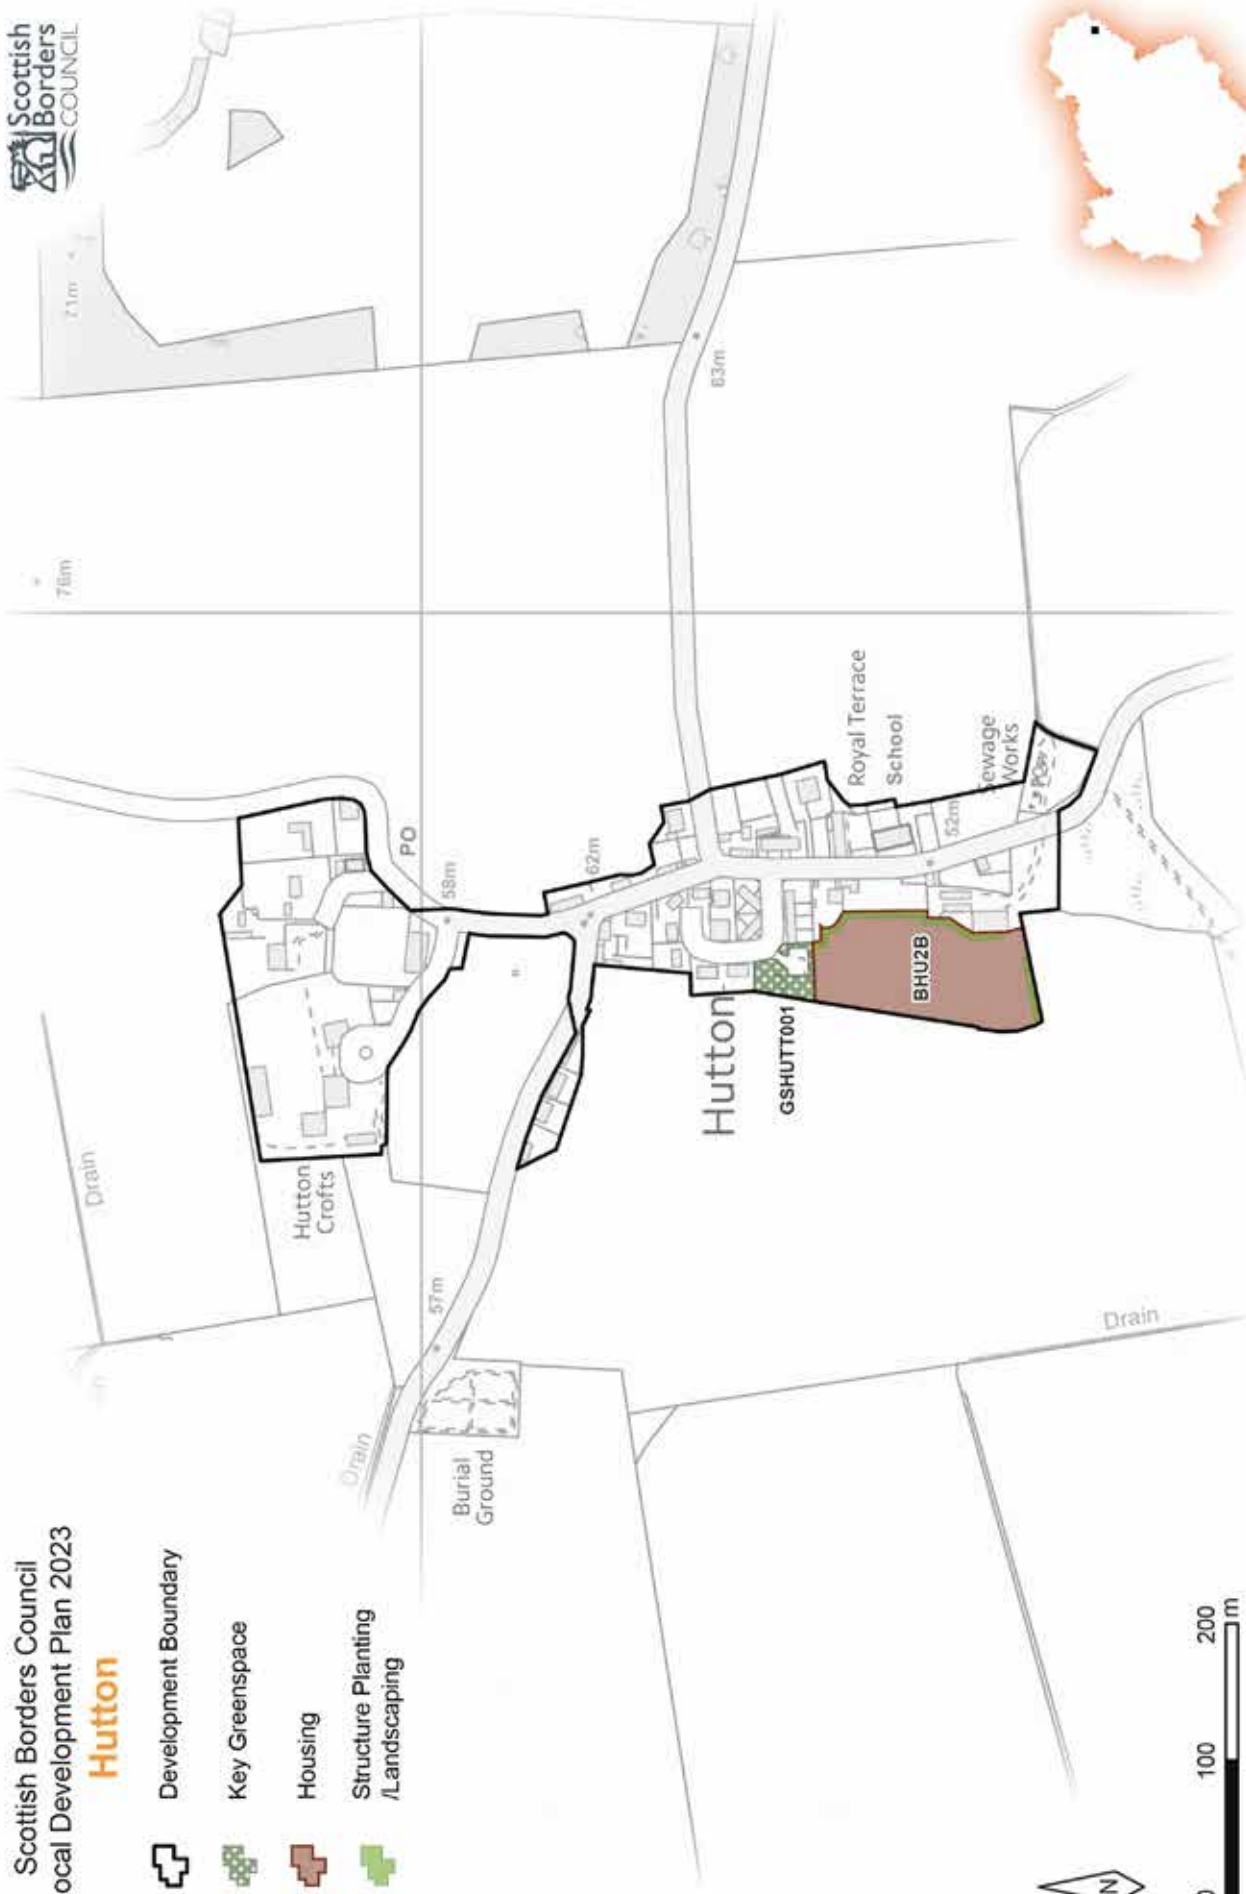 Scottish Borders Council
ocal Development Plan 2023
Hutton
Development Boundary
Key Greenspace
Housing
Structure Planting
/Landscaping
Scottish
Borders
COUNCIL
71m
76m
Drain
Hutton
Crofts
PO
58m
57m
Drain
Burial
Ground
62m
63m
Hutton
GSHUTT001
BHU2B
Royal Terrace
School
52m
Sewage
Works
Drain
N
0
100
200
m